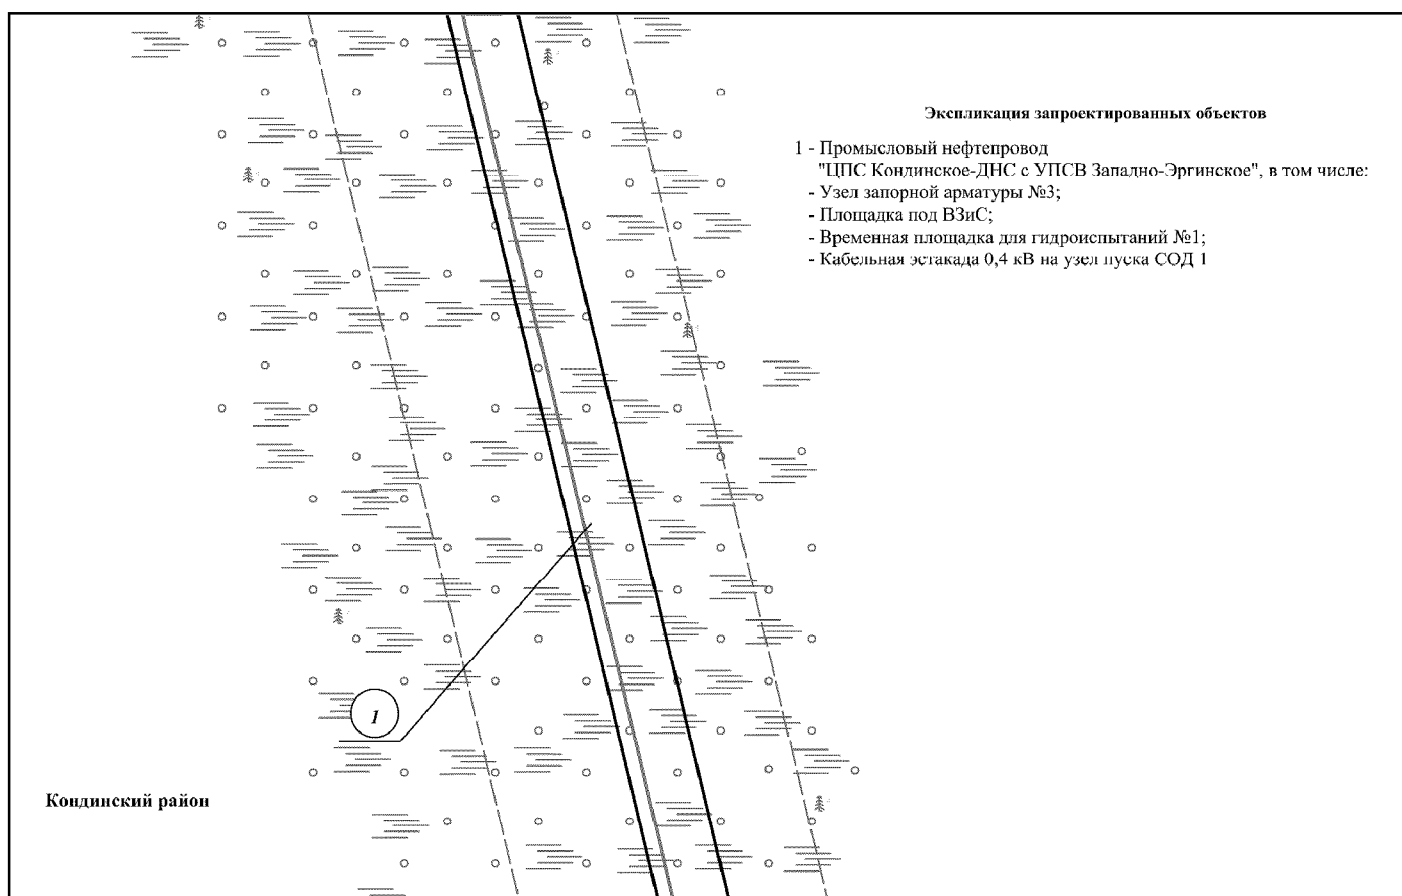 Экспликация запроектированных объектов
1 - Промысловый нефтепровод
"ЦПС Кондинское-ДНС с УПСВ Западно-Эргинское", в том числе:
- Узел запорной арматуры №3;
- Площадка под ВЗиС;
- Временная площадка для гидроиспытаний №1;
- Кабельная эстакада 0,4 кВ на узел пуска СОД 1
1
Кондинский район